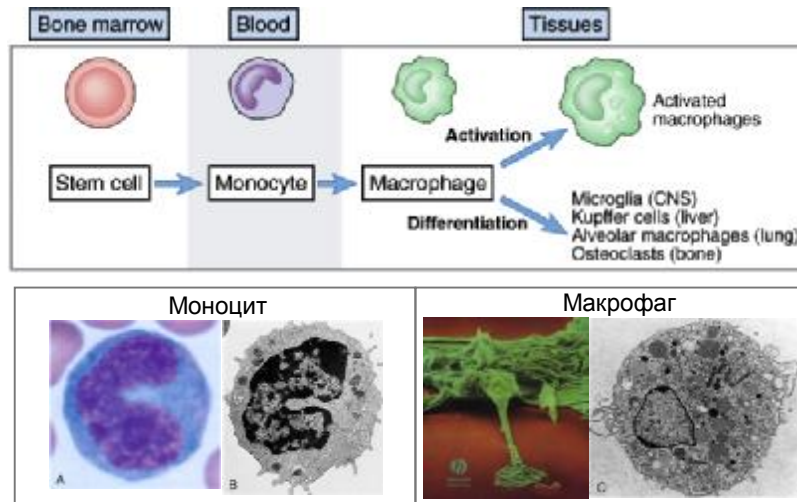 Bone marrow
Blood
Tissues
Activation
Activated
macrophages
Stem cell
Monocyte
Macrophage
Differentiation
Microglia (CNS)
Kupffer cells (liver)
Alveolar macrophages (lung)
Osteoclasts (bone)
Моноцит
Макрофаг
A
B
C